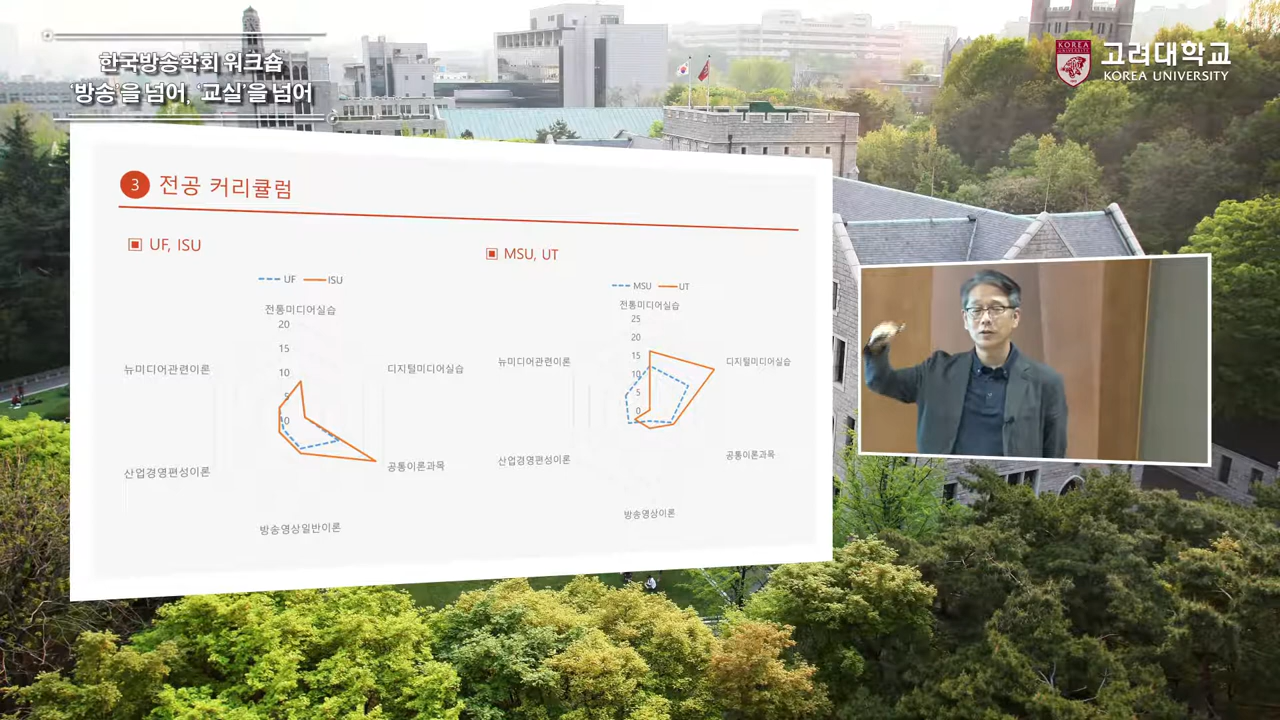 한국방송학회 워크숍
'방송'을 넘어, '교실'을 넘어
KOREA
고려대학교
KOREA UNIVERSITY
3 전공 커리큘럼
UF, ISU
UF ISU
전통미디어실습
20
15
10
5
0
뉴미디어관련이론
디지털미디어실습
산업경영편성이론
공통이론과목
방송영상일반이론
MSU, UT
MSU UT
전통미디어실습
25
20
15
10
5
0
뉴미디어관련이론
디지털미디어실습
산업경영편성이론
공통이론과목
방송영상이론